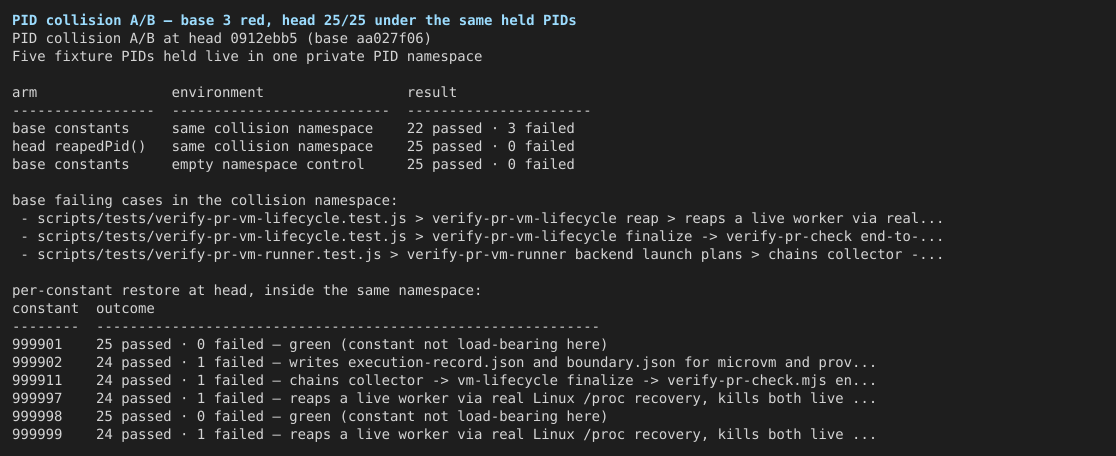 PID collision A/B — base 3 red, head 25/25 under the same held PIDs
PID collision A/B at head 0912ebb5 (base aa027f06)
Five fixture PIDs held live in one private PID namespace
arm environment result
----------------- -------------------------- ----------------------
base constants same collision namespace 22 passed · 3 failed
head reapedPid() same collision namespace 25 passed · 0 failed
base constants empty namespace control 25 passed · 0 failed
base failing cases in the collision namespace:
- scripts/tests/verify-pr-vm-lifecycle.test.js > verify-pr-vm-lifecycle reap > reaps a live worker via real...
- scripts/tests/verify-pr-vm-lifecycle.test.js > verify-pr-vm-lifecycle finalize -> verify-pr-check end-to-...
- scripts/tests/verify-pr-vm-runner.test.js > verify-pr-vm-runner backend launch plans > chains collector -...
per-constant restore at head, inside the same namespace:
constant outcome
-------- ------------------------------------------------------------
999901 25 passed · 0 failed — green (constant not load-bearing here)
999902 24 passed · 1 failed — writes execution-record.json and boundary.json for microvm and prov...
999911 24 passed · 1 failed — chains collector -> vm-lifecycle finalize -> verify-pr-check.mjs en...
999997 24 passed · 1 failed — reaps a live worker via real Linux /proc recovery, kills both live ...
999998 25 passed · 0 failed — green (constant not load-bearing here)
999999 24 passed · 1 failed — reaps a live worker via real Linux /proc recovery, kills both live ...